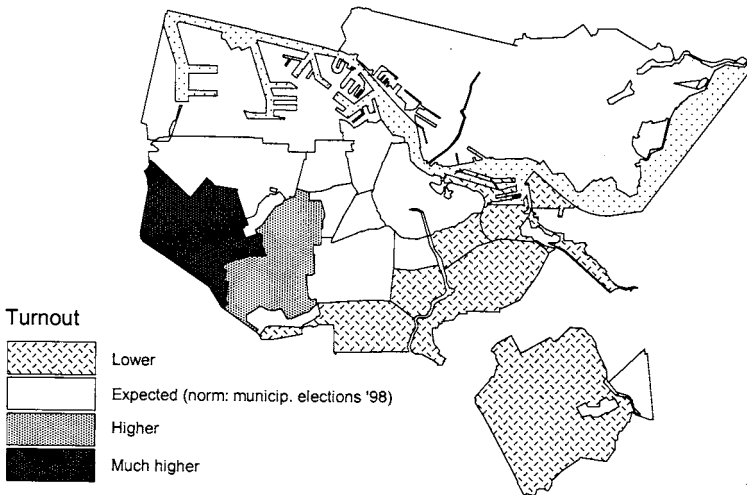 Turnout
Lower
Expected (norm: municip. elections '98)
Higher
Much higher